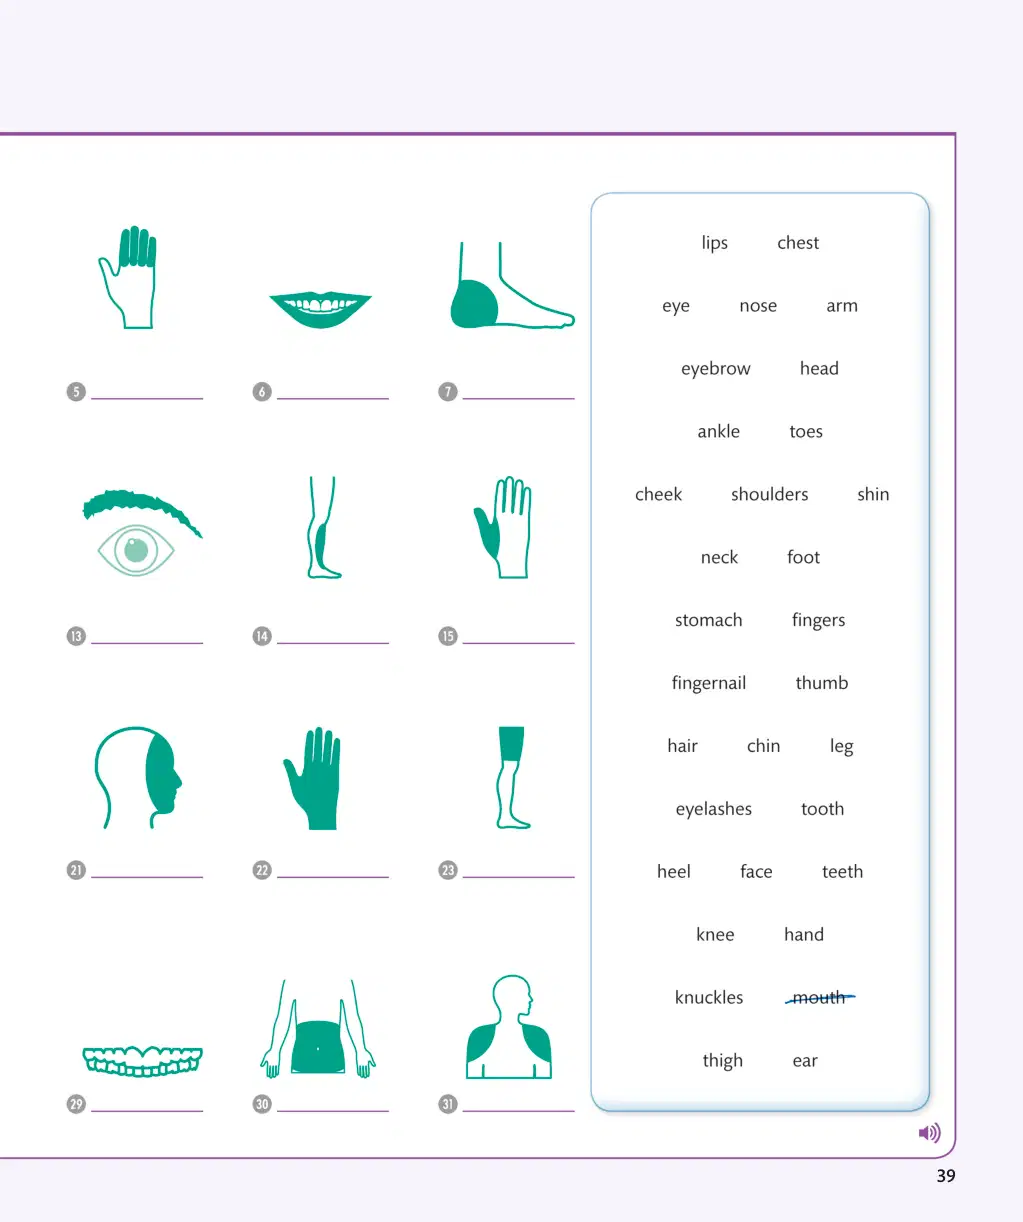 5 6 7
13 14 15
21 22 23
29 30 31
lips chest
eye nose arm
eyebrow head
ankle toes
cheek shoulders shin
neck foot
stomach fingers
fingernail thumb
hair chin leg
eyelashes tooth
heel face teeth
knee hand
knuckles mouth
thigh ear
39